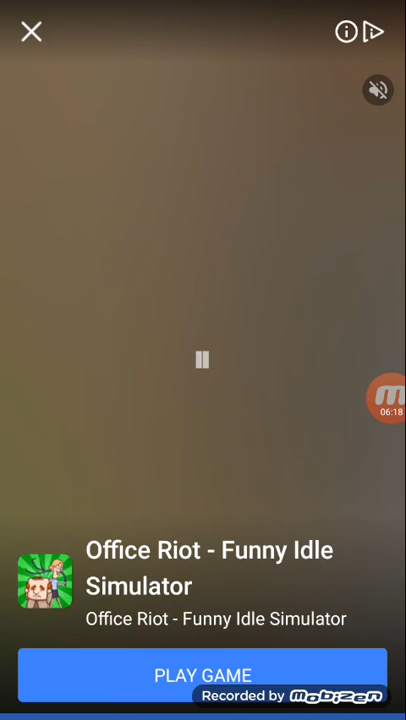 06:18
Office Riot - Funny Idle
Simulator
Office Riot - Funny Idle Simulator
PLAY GAME
Recorded by Mobizen